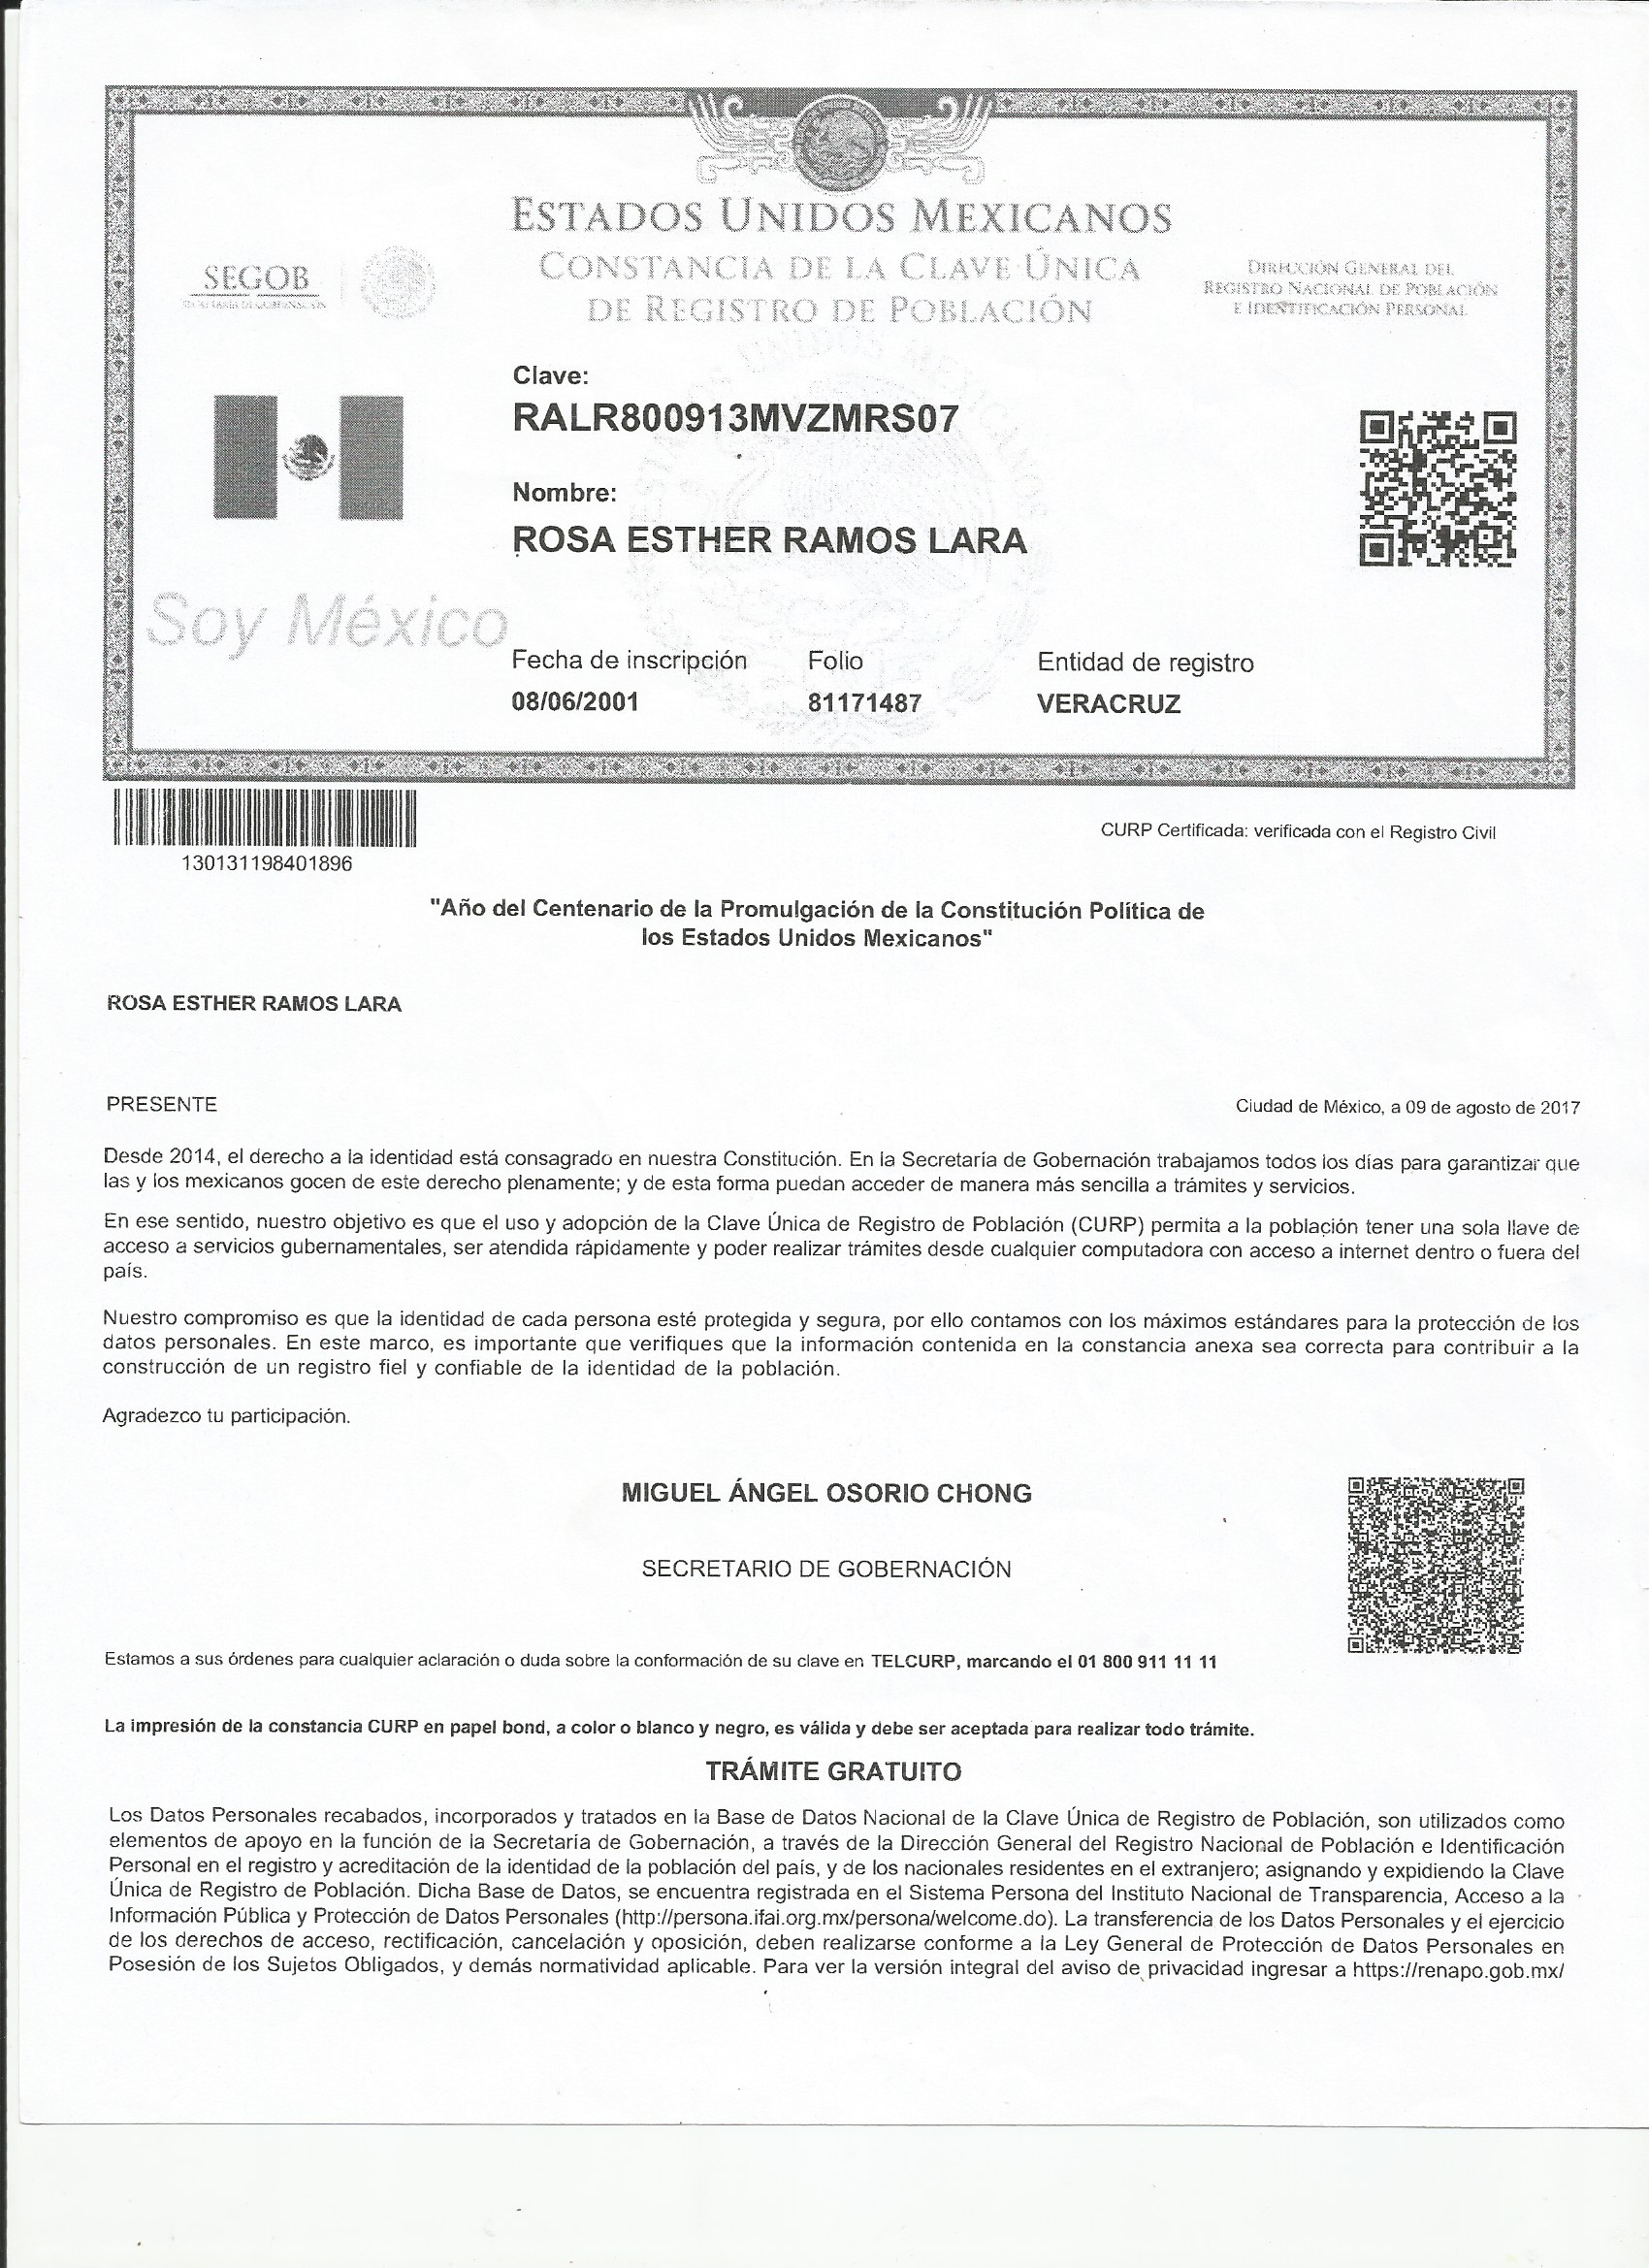 ESTADOS UNIDOS MEXICANOS
CONSTANCIA DE LA CLAVE ÚNICA
DE REGISTRO DE POBLACIÓN
SEGOB
SECRETARÍA DE GOBERNACIÓN
DIRECCIÓN GENERAL DEL
REGISTRO NACIONAL DE POBLACIÓN
E IDENTIFICACIÓN PERSONAL
Clave:
RALR800913MVZMRS07
Nombre:
ROSA ESTHER RAMOS LARA
Soy México
Fecha de inscripción Folio Entidad de registro
08/06/2001 81171487 VERACRUZ
CURP Certificada: verificada con el Registro Civil
130131198401896
"Año del Centenario de la Promulgación de la Constitución Política de
los Estados Unidos Mexicanos"
ROSA ESTHER RAMOS LARA
PRESENTE
Ciudad de México, a 09 de agosto de 2017
Desde 2014, el derecho a la identidad está consagrado en nuestra Constitución. En la Secretaría de Gobernación trabajamos todos los días para garantizar que
las y los mexicanos gocen de este derecho plenamente; y de esta forma puedan acceder de manera más sencilla a trámites y servicios.
En ese sentido, nuestro objetivo es que el uso y adopción de la Clave Única de Registro de Población (CURP) permita a la población tener una sola llave de
acceso a servicios gubernamentales, ser atendida rápidamente y poder realizar trámites desde cualquier computadora con acceso a internet dentro o fuera del
país.
Nuestro compromiso es que la identidad de cada persona esté protegida y segura, por ello contamos con los máximos estándares para la protección de los
datos personales. En este marco, es importante que verifiques que la información contenida en la constancia anexa sea correcta para contribuir a la
construcción de un registro fiel y confiable de la identidad de la población.
Agradezco tu participación.
MIGUEL ÁNGEL OSORIO CHONG
SECRETARIO DE GOBERNACIÓN
Estamos a sus órdenes para cualquier aclaración o duda sobre la conformación de su clave en TELCURP, marcando el 01 800 911 11 11
La impresión de la constancia CURP en papel bond, a color o blanco y negro, es válida y debe ser aceptada para realizar todo trámite.
TRÁMITE GRATUITO
Los Datos Personales recabados, incorporados y tratados en la Base de Datos Nacional de la Clave Única de Registro de Población, son utilizados como
elementos de apoyo en la función de la Secretaría de Gobernación, a través de la Dirección General del Registro Nacional de Población e Identificación
Personal en el registro y acreditación de la identidad de la población del país, y de los nacionales residentes en el extranjero; asignando y expidiendo la Clave
Única de Registro de Población. Dicha Base de Datos, se encuentra registrada en el Sistema Persona del Instituto Nacional de Transparencia, Acceso a la
Información Pública y Protección de Datos Personales (http://persona.ifai.org.mx/persona/welcome.do). La transferencia de los Datos Personales y el ejercicio
de los derechos de acceso, rectificación, cancelación y oposición, deben realizarse conforme a la Ley General de Protección de Datos Personales en
Posesión de los Sujetos Obligados, y demás normatividad aplicable. Para ver la versión integral del aviso de privacidad ingresar a https://renapo.gob.mx/